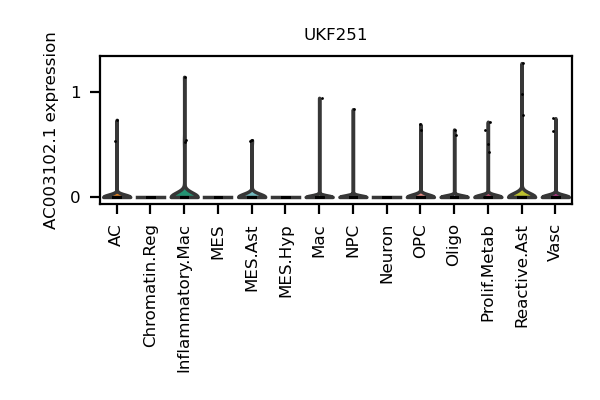 UKF251
AC003102.1 expression
1
0
AC
Chromatin.Reg
Inflammatory.Mac
MES
MES.Ast
MES.Hyp
Mac
NPC
Neuron
OPC
Oligo
Prolif.Metab
Reactive.Ast
Vasc